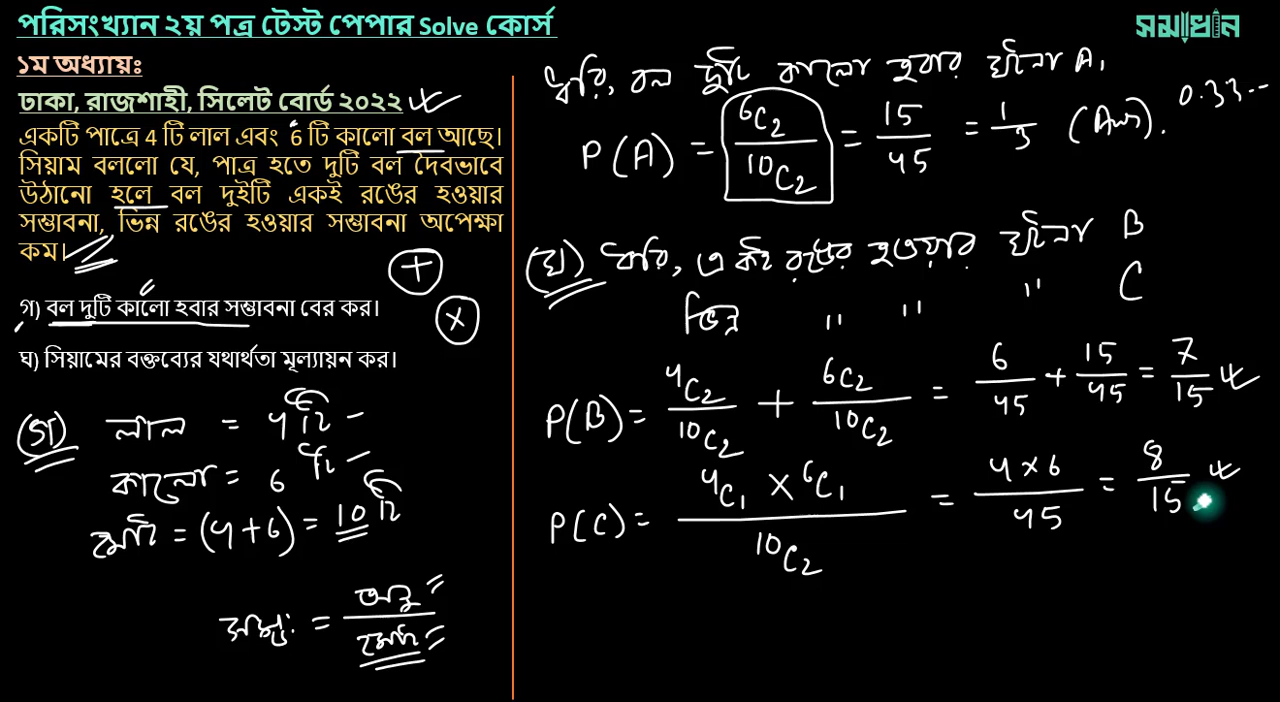 পরিসংখ্যান ২য় পত্র টেস্ট পেপার Solve কোর্স
সমাধান
১ম অধ্যায়ঃ
ঢাকা, রাজশাহী, সিলেট বোর্ড ২০২২
একটি পাত্রে 4 টি লাল এবং 6 টি কালো বল আছে।
সিয়াম বললো যে, পাত্র হতে দুটি বল দৈবভাবে
উঠানো হলে বল দুইটি একই রঙের হওয়ার
সম্ভাবনা, ভিন্ন রঙের হওয়ার সম্ভাবনা অপেক্ষা
কম।
+
×
গ) বল দুটি কালো হবার সম্ভাবনা বের কর।
ঘ) সিয়ামের বক্তব্যের যথার্থতা মূল্যায়ন কর।
(গ) লাল = 4 টি
কালো = 6 টি
মোট = (4+6) = 10 টি
সম্ভাঃ = অনু / মোট
ধরি, বল দুটি কালো হবার ঘটনা A,
P(A) = 6C2 / 10C2 = 15/45 = 1/3 (Ans). 0.33--
(ঘ) ধরি, একই রঙের হওয়ার ঘটনা B
ভিন্ন " " " C
P(B) = 4C2/10C2 + 6C2/10C2 = 6/45 + 15/45 = 7/15
P(C) = 4C1 × 6C1 / 10C2 = 4×6 / 45 = 8/15